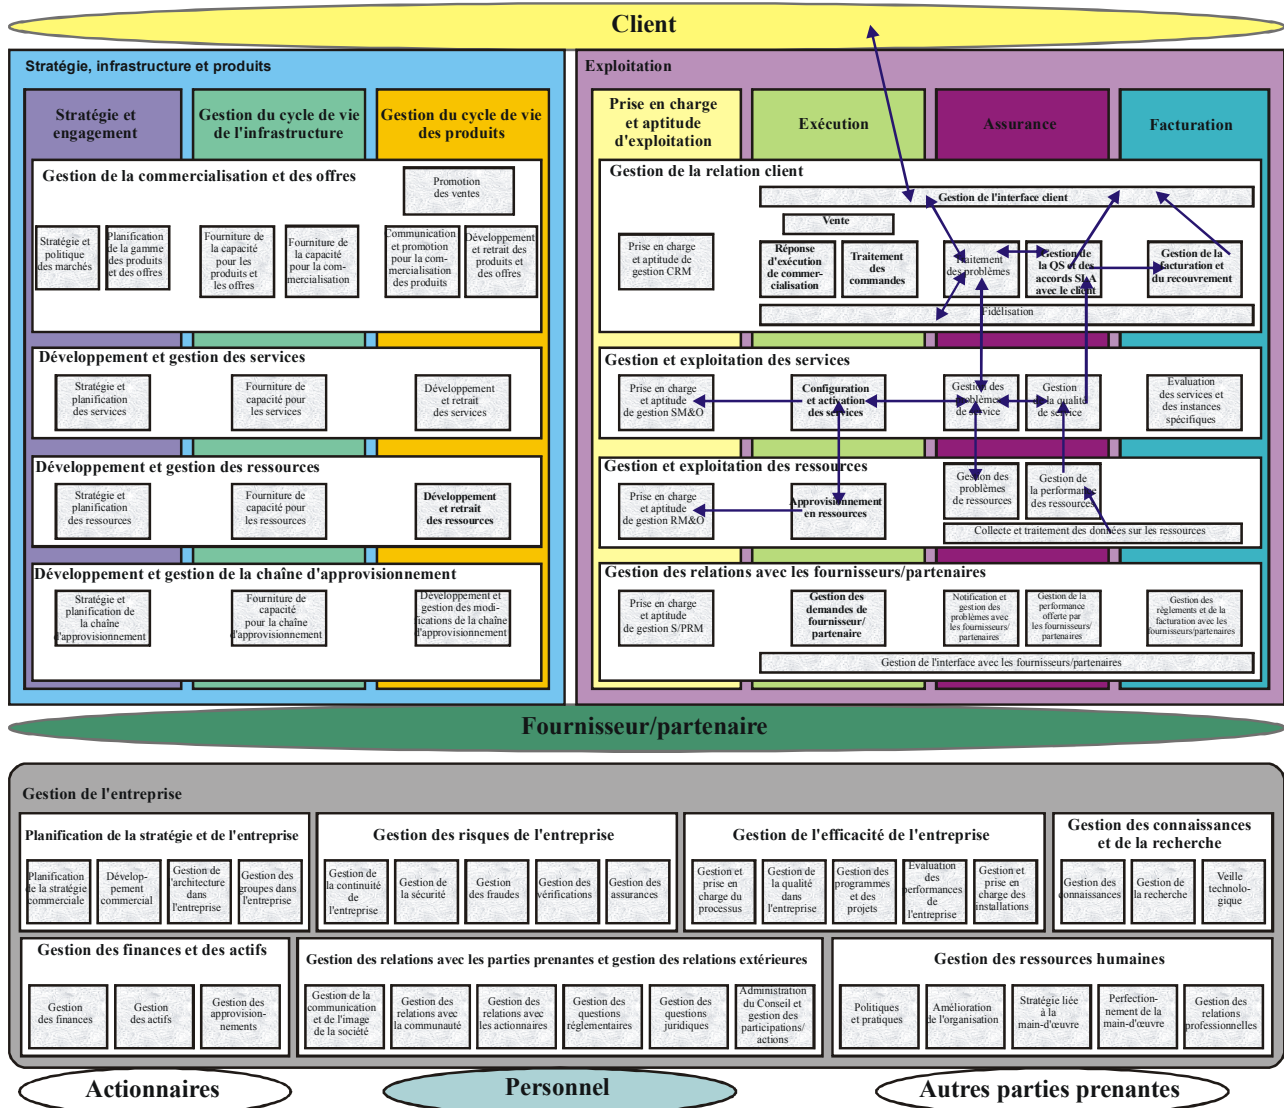 Client
Stratégie, infrastructure et produits
Stratégie et
engagement
Gestion du cycle de vie
de l'infrastructure
Gestion du cycle de vie
des produits
Gestion de la commercialisation et des offres
Promotion
des ventes
Stratégie et
politique
des marchés
Planification
de la gamme
des produits
et des offres
Fourniture de
la capacité
pour les
produits et
les offres
Fourniture de
la capacité
pour la com-
mercialisation
Communication
et promotion
pour la com-
mercialisation
des produits
Développement
et retrait des
produits et
des offres
Développement et gestion des services
Stratégie et
planification
des services
Fourniture de
capacité pour
les services
Développement
et retrait
des services
Développement et gestion des ressources
Stratégie et
planification
des ressources
Fourniture de
capacité pour
les ressources
Développement
et retrait
des ressources
Développement et gestion de la chaîne d'approvisionnement
Stratégie et
planification de
la chaîne
d'approvisionnement
Fourniture de
capacité
pour la chaîne
d'approvisionnement
Développement et
gestion des modi-
fications de la chaîne
d'approvisionnement
Exploitation
Prise en charge
et aptitude
d'exploitation
Exécution
Assurance
Facturation
Gestion de la relation client
Gestion de l'interface client
Vente
Prise en charge
et aptitude de
gestion CRM
Réponse
d'exécution
de commer-
cialisation
Traitement
des
commandes
Traitement
des problèmes
Gestion de
la QS et des
accords SLA
avec le client
Gestion de la
facturation et
du recouvrement
Fidélisation
Gestion et exploitation des services
Prise en charge
et aptitude
de gestion SM&O
Configuration
et activation
des services
Gestion des
problèmes
de service
Gestion
de la qualité
de service
Evaluation
des services et
des instances
spécifiques
Gestion et exploitation des ressources
Prise en charge
et aptitude
de gestion RM&O
Approvisionnement
en ressources
Gestion des
problèmes
de ressources
Gestion de
la performance
des ressources
Collecte et traitement des données sur les ressources
Gestion des relations avec les fournisseurs/partenaires
Prise en charge
et aptitude
de gestion S/PRM
Gestion des
demandes de
fournisseur/
partenaire
Notification et
gestion des
problèmes avec
les fournisseurs/
partenaires
Gestion de la
performance
offerte par
les fournisseurs/
partenaires
Gestion des
règlements et de la
facturation avec les
fournisseurs/partenaires
Gestion de l'interface avec les fournisseurs/partenaires
Fournisseur/partenaire
Gestion de l'entreprise
Planification de la stratégie et de l'entreprise
Planification
de la stratégie
commerciale
Dévelop-
pement
commercial
Gestion de
l'architecture
dans
l'entreprise
Gestion des
groupes dans
l'entreprise
Gestion des risques de l'entreprise
Gestion de
la continuité
de
l'entreprise
Gestion de
la sécurité
Gestion
des fraudes
Gestion des
vérifications
Gestion des
assurances
Gestion de l'efficacité de l'entreprise
Gestion et
prise en
charge du
processus
Gestion de
la qualité
dans
l'entreprise
Gestion des
programmes
et des
projets
Evaluation
des
performances
de
l'entreprise
Gestion et
prise en
charge des
installations
Gestion des connaissances
et de la recherche
Gestion des
connaissances
Gestion de
la recherche
Veille
technolo-
gique
Gestion des finances et des actifs
Gestion
des finances
Gestion
des actifs
Gestion des
approvision-
nements
Gestion des relations avec les parties prenantes et gestion des relations extérieures
Gestion de la
communication
et de l'image
de la société
Gestion des
relations avec
la communauté
Gestion des
relations avec
les actionnaires
Gestion des
questions
réglementaires
Gestion des
questions
juridiques
Administration
du Conseil et
gestion des
participations/
actions
Gestion des ressources humaines
Politiques
et pratiques
Amélioration
de l'organisation
Stratégie liée
à la
main-d'œuvre
Perfection-
nement de la
main-d'œuvre
Gestion des
relations
professionnelles
Actionnaires
Personnel
Autres parties prenantes